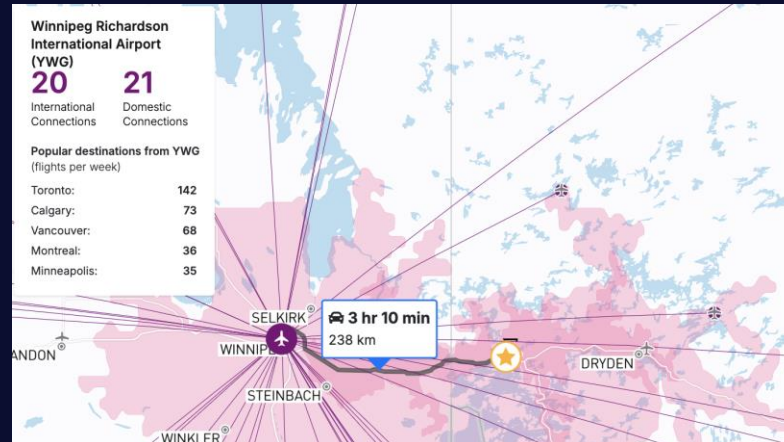 Winnipeg Richardson
International Airport
(YWG)
20 21
International Domestic
Connections Connections
Popular destinations from YWG
(flights per week)
Toronto: 142
Calgary: 73
Vancouver: 68
Montreal: 36
Minneapolis: 35
SELKIRK
3 hr 10 min
238 km
WINNIPE
ANDON
DRYDEN
STEINBACH
WINKLER